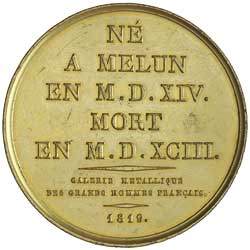 NÉ
A MELUN
EN M.D.XIV.
MORT
EN M.D.XCIII.
GALERIE METALLIQUE
DES GRANDS HOMMES FRANÇAIS.
1819.